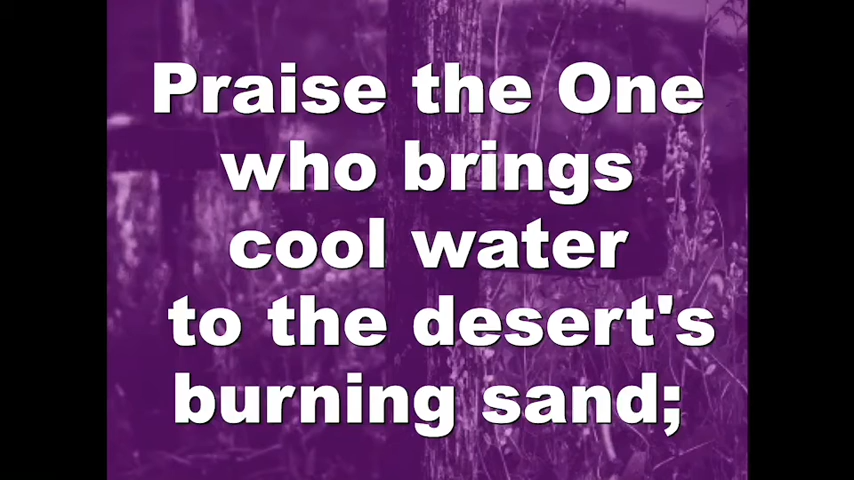 Praise the One
who brings
cool water
to the desert's
burning sand;